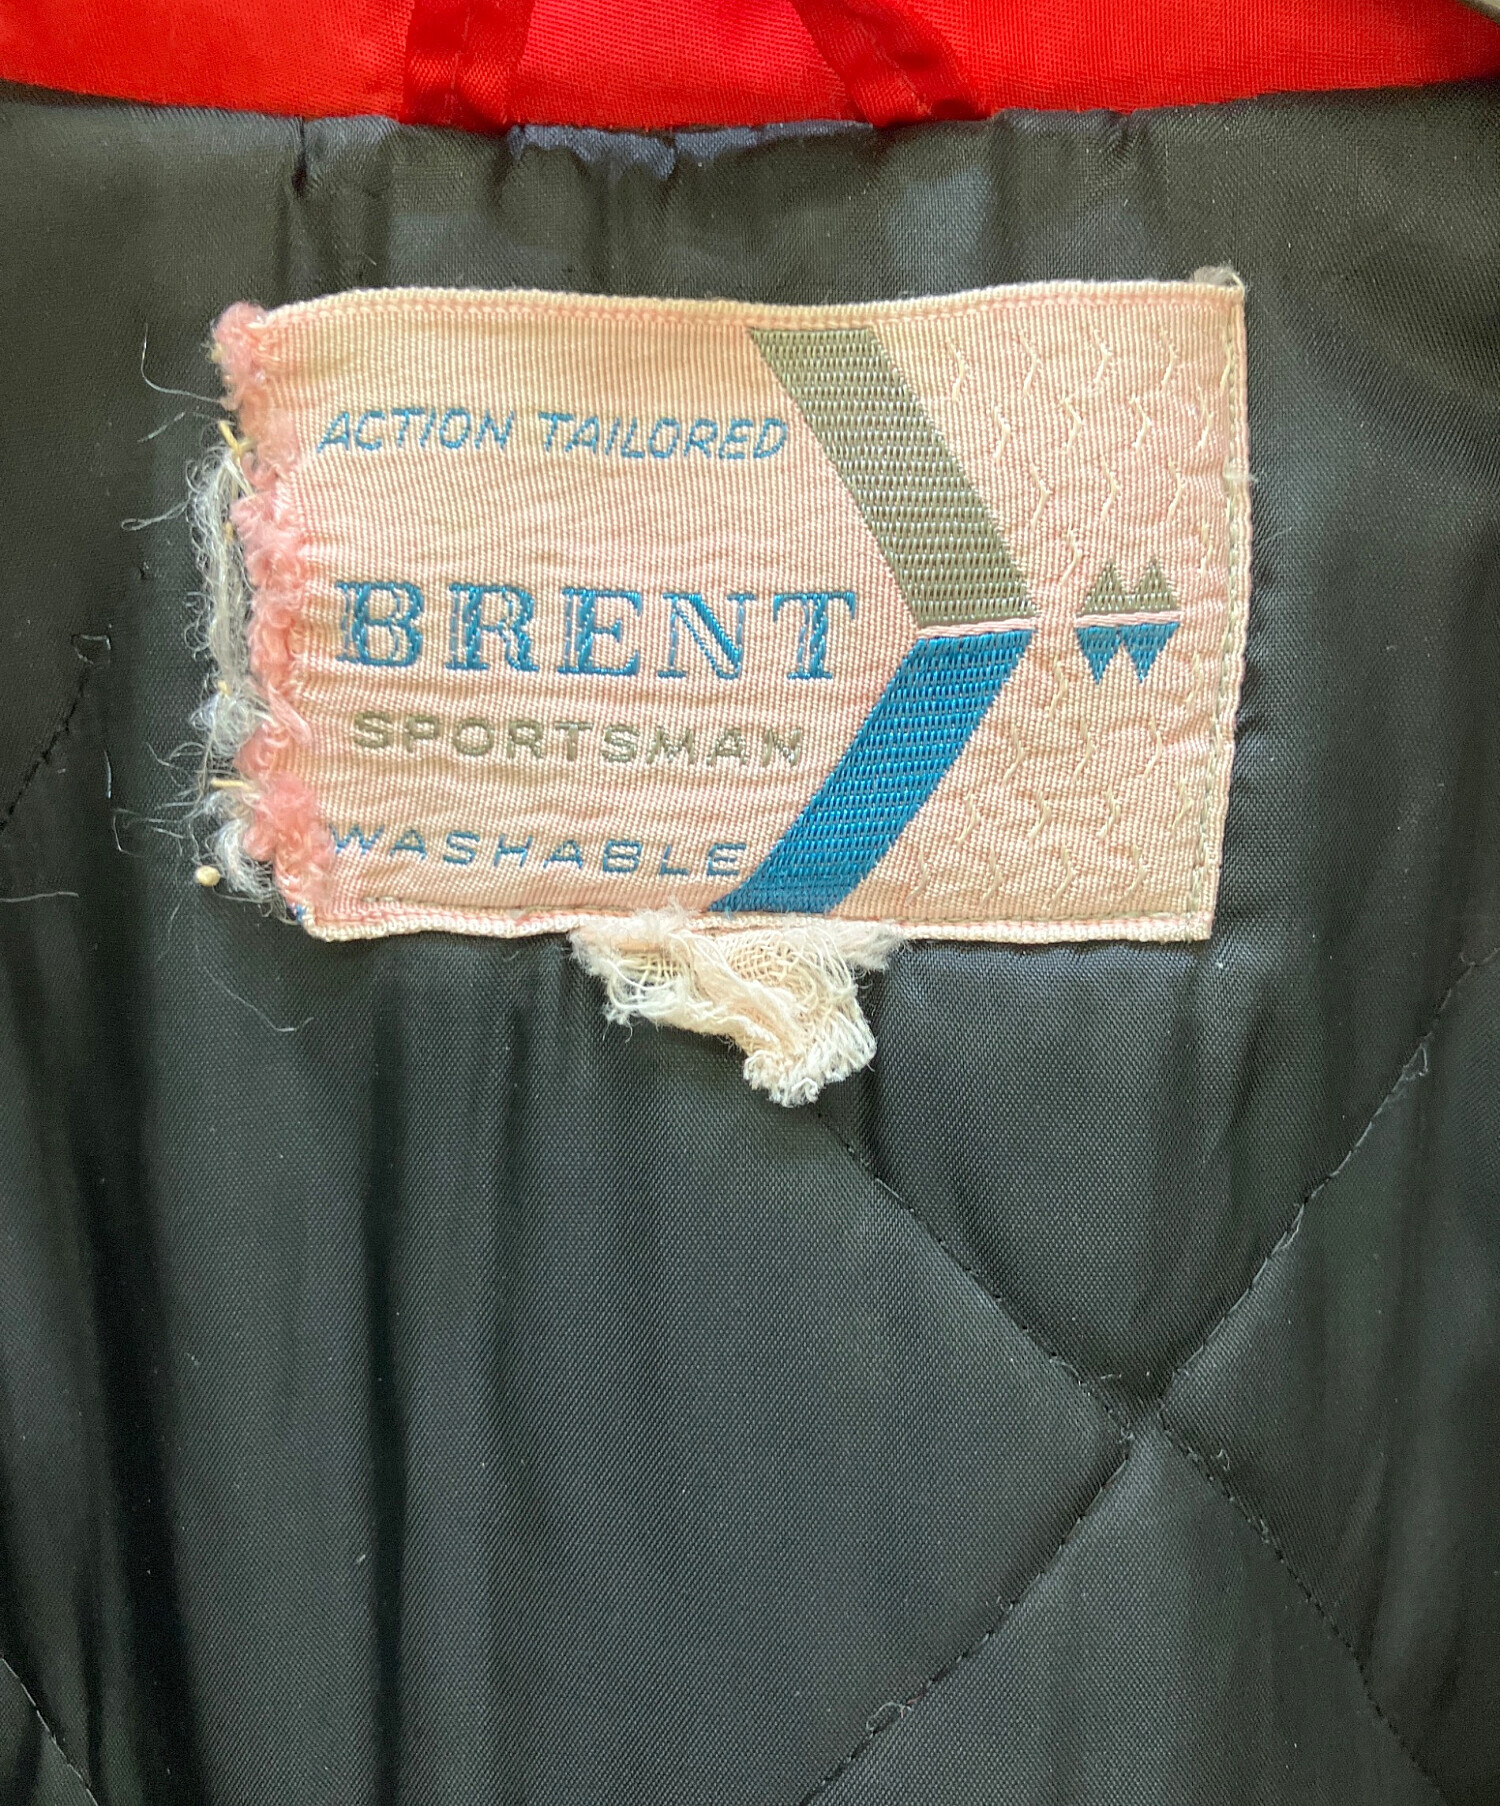 ACTION TAILORED
BRENT
SPORTSMAN
WASHABLE